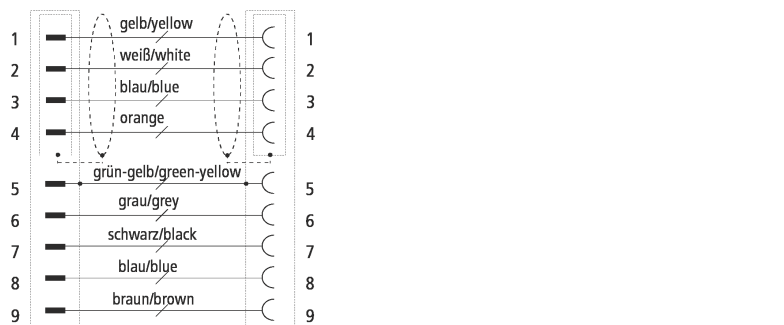 1 gelb/yellow 1
2 weiß/white 2
3 blau/blue 3
4 orange 4
5 grün-gelb/green-yellow 5
6 grau/grey 6
7 schwarz/black 7
8 blau/blue 8
9 braun/brown 9